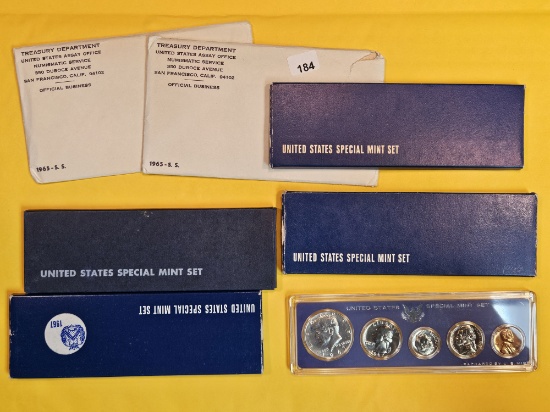 TREASURY DEPARTMENT
UNITED STATES ASSAY OFFICE
NUMISMATIC SERVICE
350 DUBOCE AVENUE
SAN FRANCISCO, CALIF. 94102
OFFICIAL BUSINESS
1965-S. S.
TREASURY DEPARTMENT
UNITED STATES ASSAY OFFICE
NUMISMATIC SERVICE
350 DUBOCE AVENUE
SAN FRANCISCO, CALIF. 94102
OFFICIAL BUSINESS
1965-S. S.
184
UNITED STATES SPECIAL MINT SET
UNITED STATES SPECIAL MINT SET
UNITED STATES SPECIAL MINT SET
UNITED STATES SPECIAL MINT SET
1967
UNITED STATES SPECIAL MINT SET